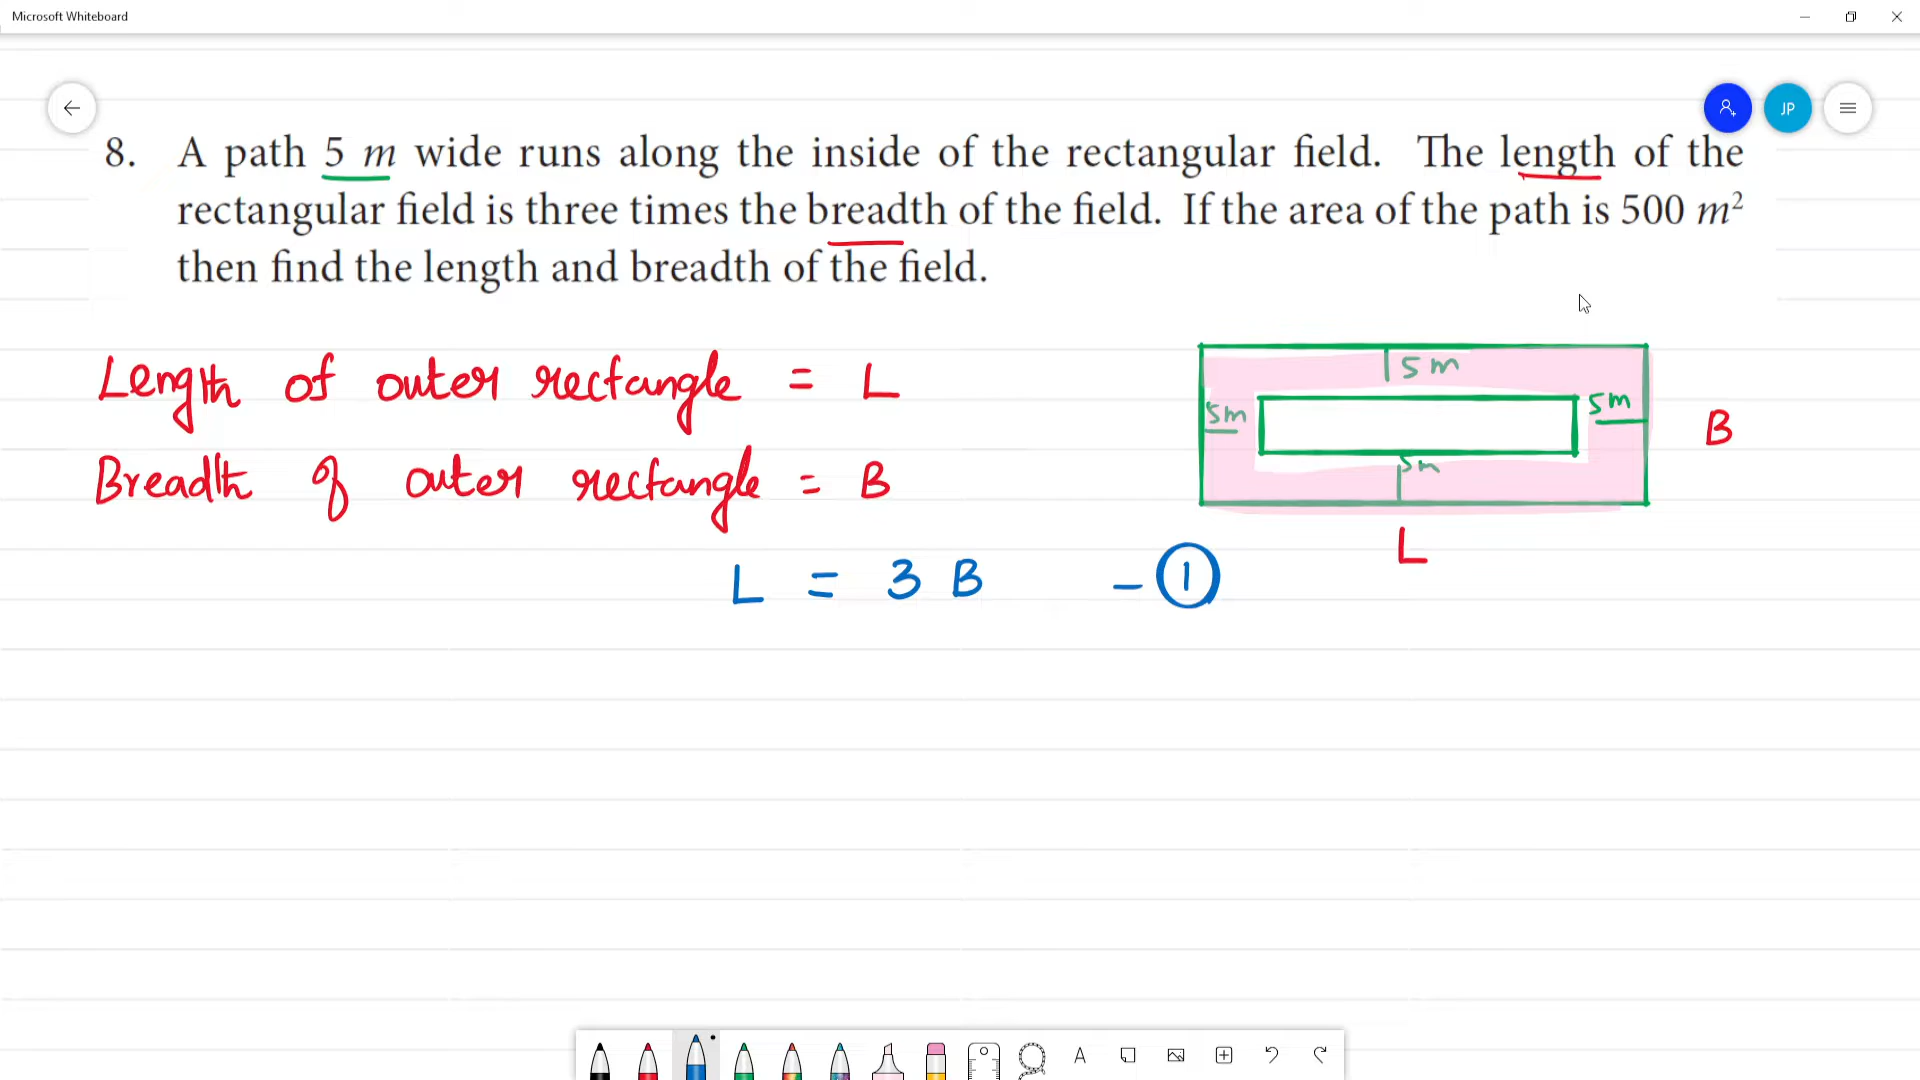 Microsoft Whiteboard
JP
8. A path 5 m wide runs along the inside of the rectangular field. The length of the
rectangular field is three times the breadth of the field. If the area of the path is 500 m²
then find the length and breadth of the field.
Length of outer rectangle = L
Breadth of outer rectangle = B
L = 3 B - ①
5 m
5m
5m
5m
B
L
A